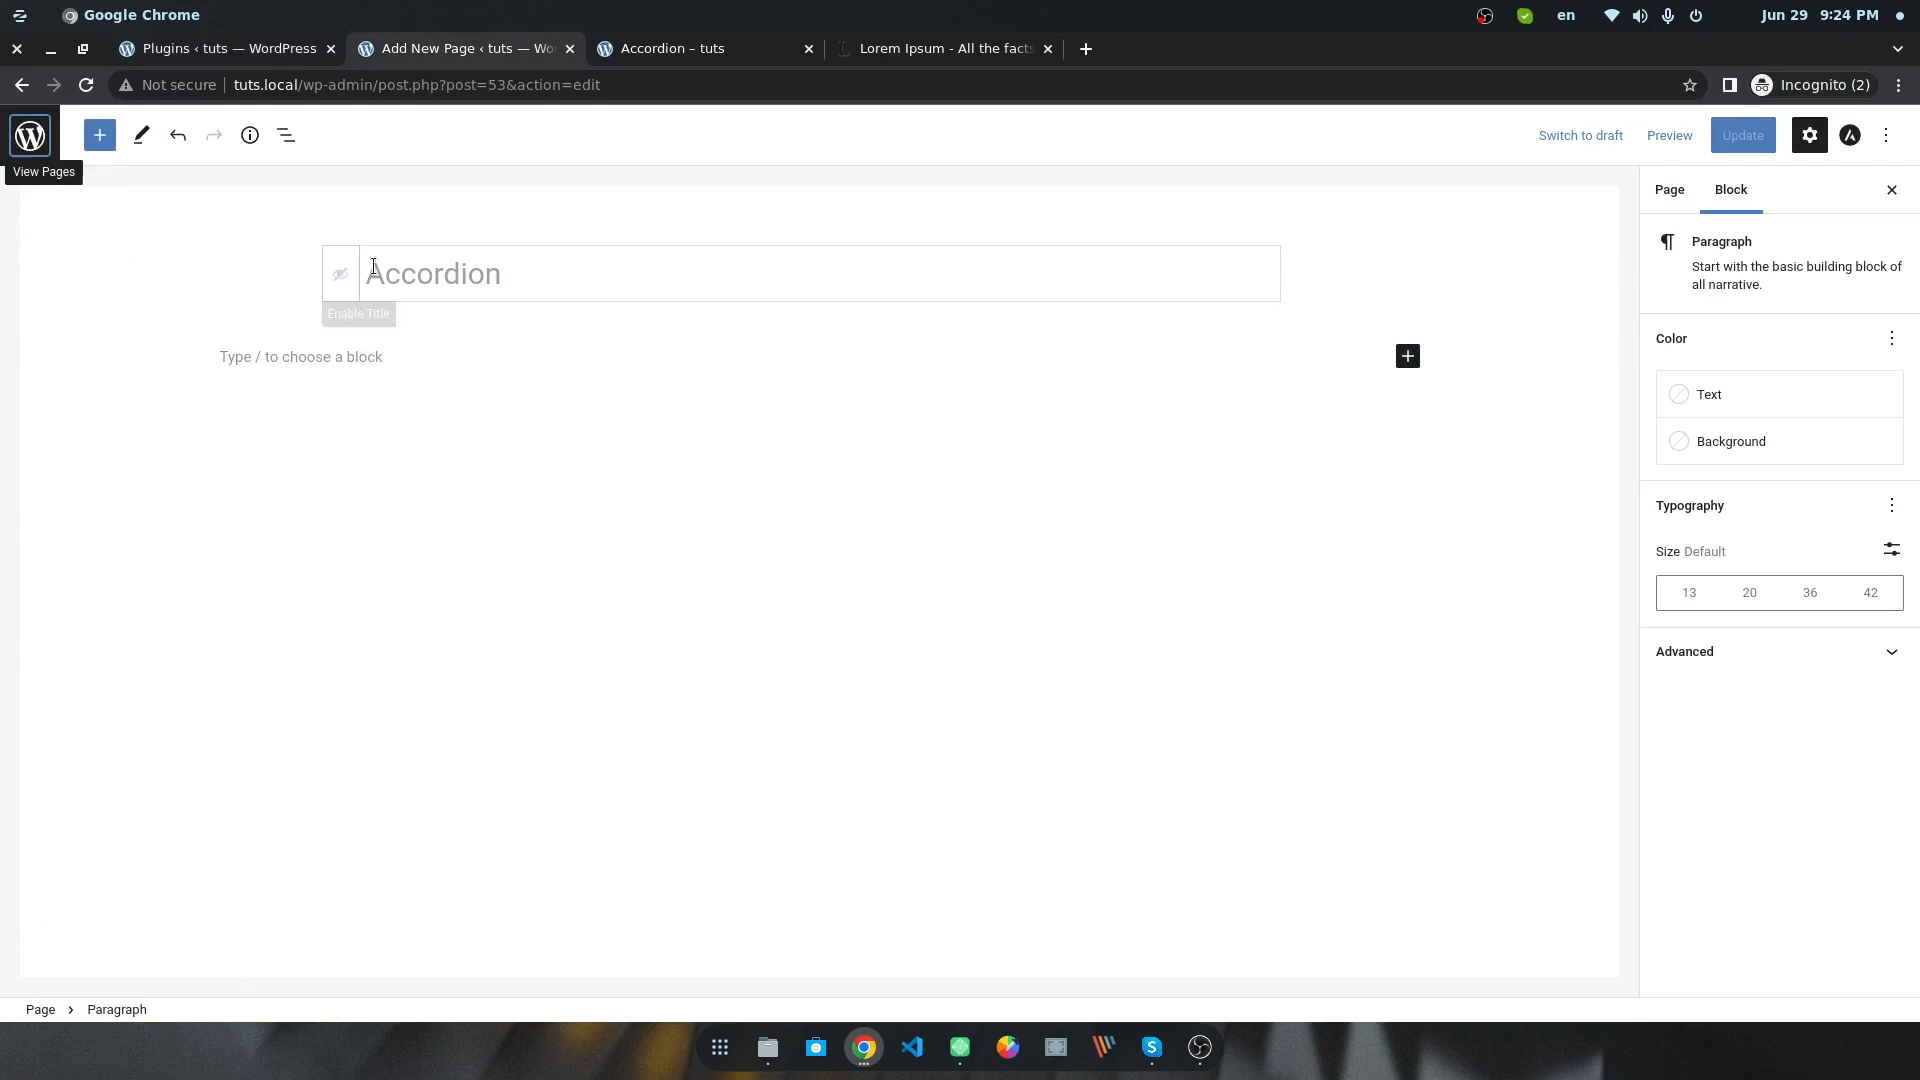 Google Chrome
en
Jun 29 9:24 PM
Plugins ‹ tuts — WordPress
Add New Page ‹ tuts — Wo
Accordion – tuts
Lorem Ipsum - All the facts
Not secure
tuts.local/wp-admin/post.php?post=53&action=edit
Incognito (2)
Switch to draft
Preview
Update
View Pages
Page
Block
Paragraph
Start with the basic building block of
all narrative.
Accordion
Enable Title
Type / to choose a block
Color
Text
Background
Typography
Size Default
13 20 36 42
Advanced
Page
Paragraph